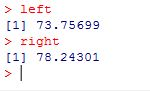 > left
[1] 73.75699
> right
[1] 78.24301
>